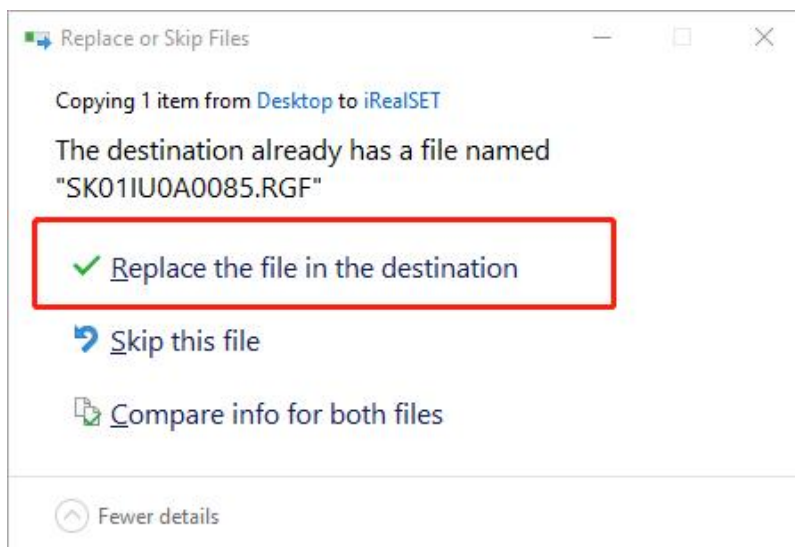 Replace or Skip Files
Copying 1 item from Desktop to iRealSET
The destination already has a file named
"SK01IU0A0085.RGF"
Replace the file in the destination
Skip this file
Compare info for both files
Fewer details